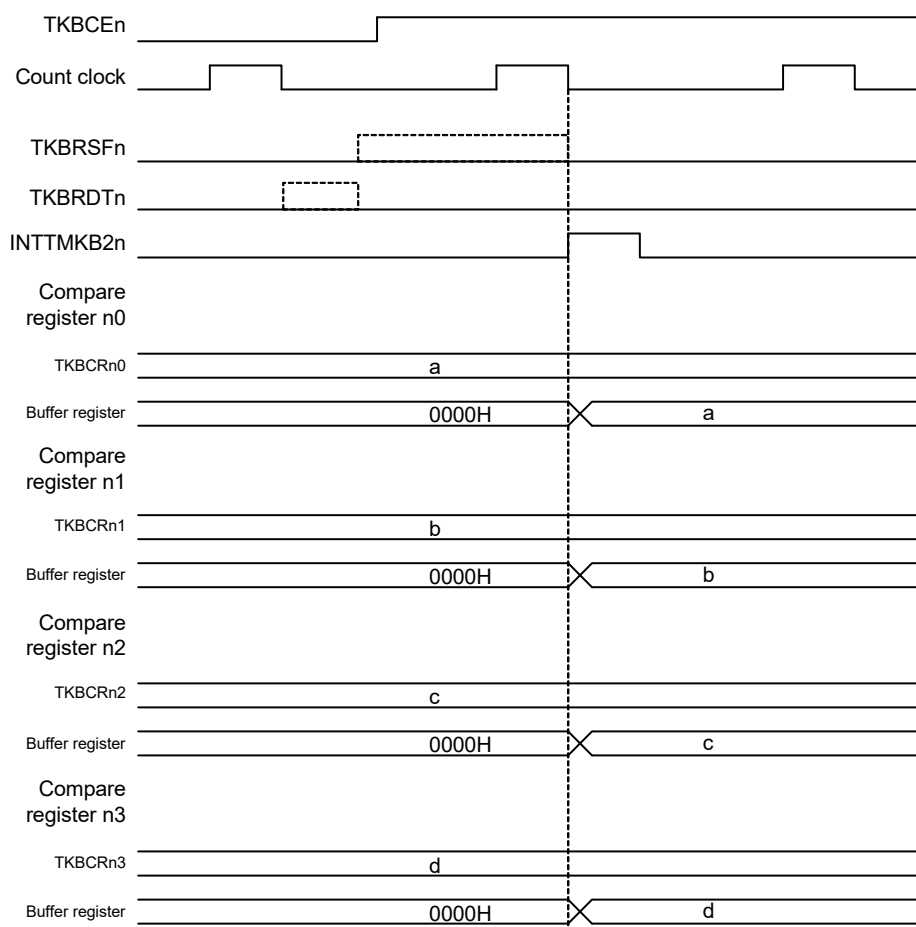 TKBCEn
Count clock
TKBRSFn
TKBRDTn
INTTMKB2n
Compare
register n0
TKBCRn0
a
Buffer register
0000H
a
Compare
register n1
TKBCRn1
b
Buffer register
0000H
b
Compare
register n2
TKBCRn2
c
Buffer register
0000H
c
Compare
register n3
TKBCRn3
d
Buffer register
0000H
d